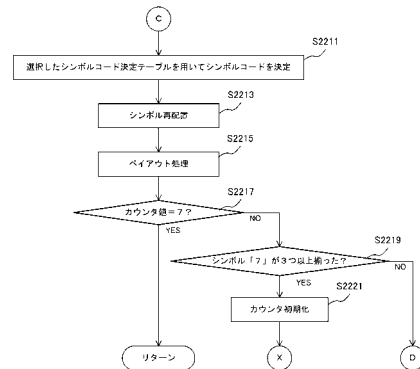 C
S2211
選択したシンボルコード決定テーブルを用いてシンボルコードを決定
S2213
シンボル再配置
S2215
ペイアウト処理
S2217
カウンタ値=7?
NO
YES
S2219
シンボル「7」が3つ以上揃った?
NO
YES
S2221
カウンタ初期化
リターン
X
D